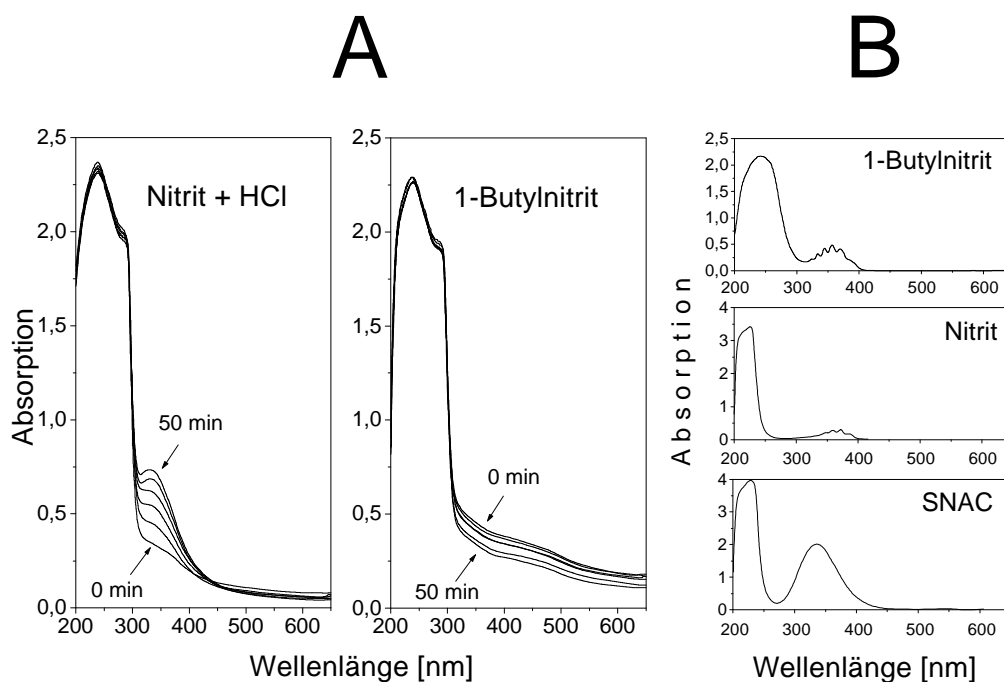 A
B
2,5
2,0
1,5
1,0
0,5
0,0
Absorption
Nitrit + HCl
50 min
0 min
200 300 400 500 600
2,5
2,0
1,5
1,0
0,5
0,0
1-Butylnitrit
0 min
50 min
200 300 400 500 600
Wellenlänge [nm]
Absorption
2,5
2,0
1,5
1,0
0,5
0,0
1-Butylnitrit
200 300 400 500 600
4
3
2
1
0
Nitrit
200 300 400 500 600
4
3
2
1
0
SNAC
200 300 400 500 600
Wellenlänge [nm]